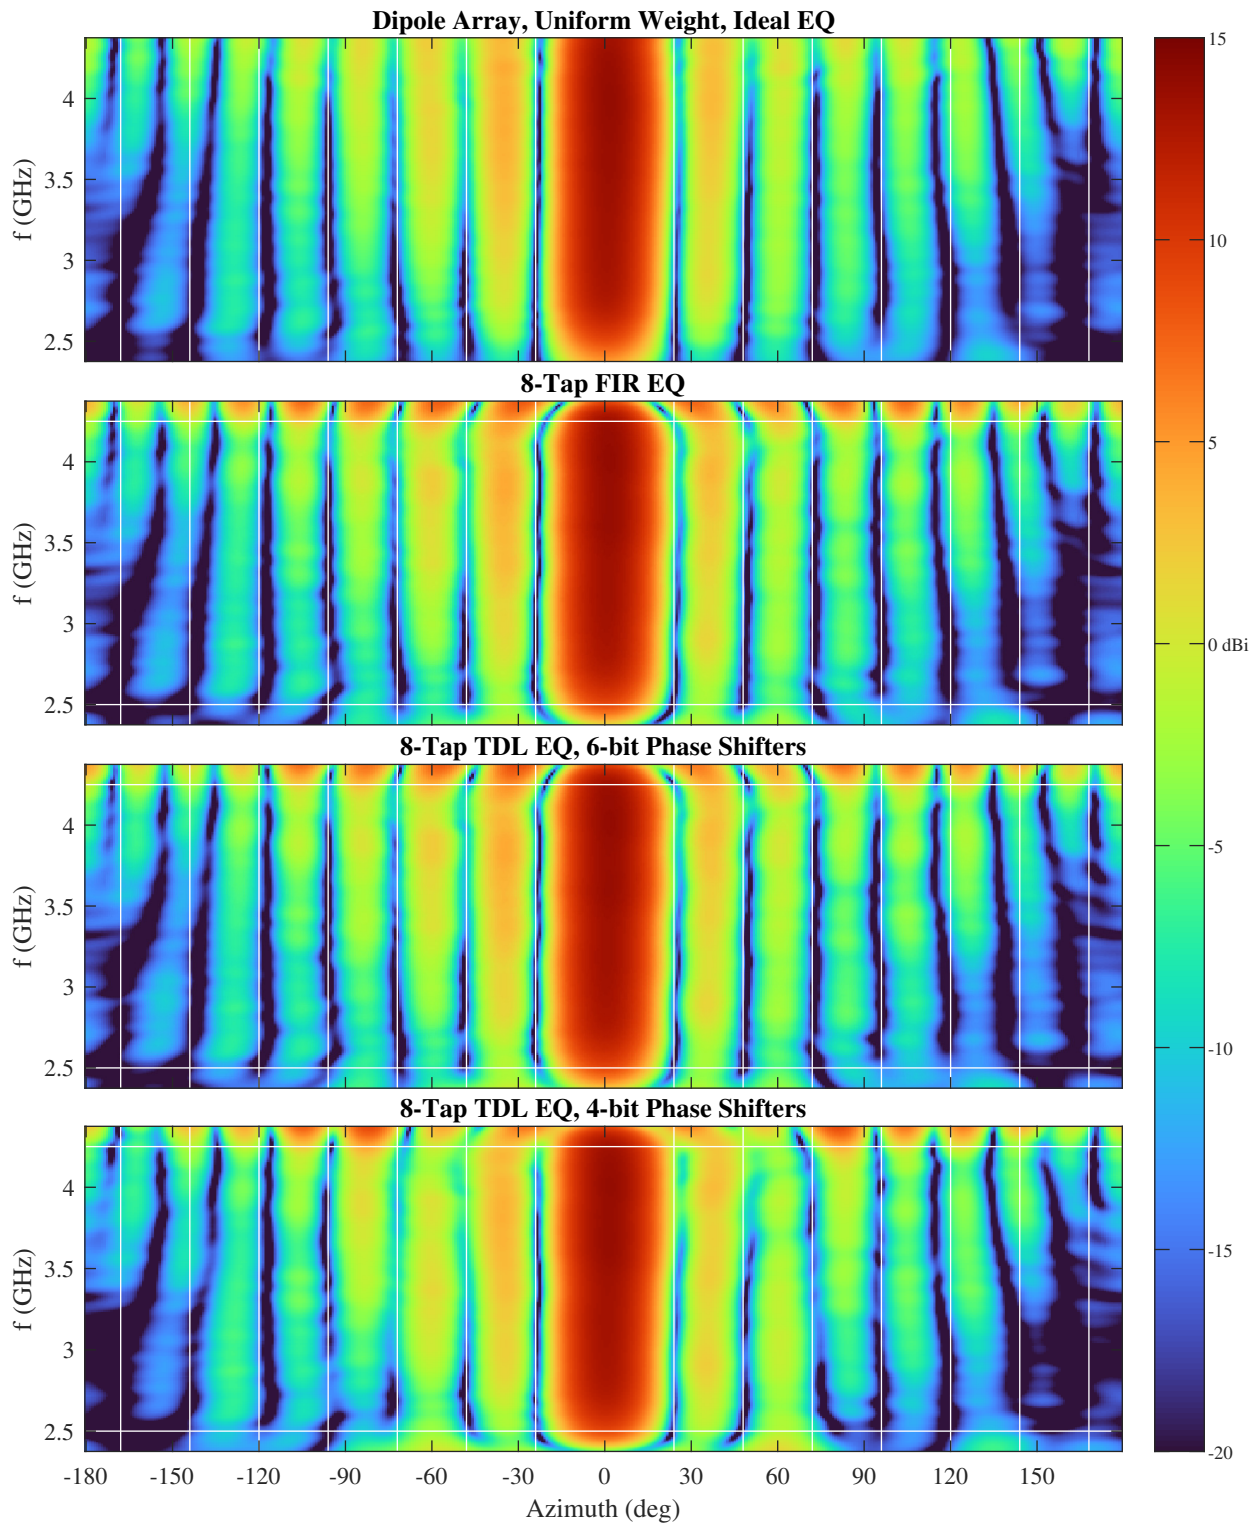 Dipole Array, Uniform Weight, Ideal EQ
4
3.5
3
2.5
f (GHz)
8-Tap FIR EQ
4
3.5
3
2.5
f (GHz)
8-Tap TDL EQ, 6-bit Phase Shifters
4
3.5
3
2.5
f (GHz)
8-Tap TDL EQ, 4-bit Phase Shifters
4
3.5
3
2.5
f (GHz)
-180 -150 -120 -90 -60 -30 0 30 60 90 120 150
Azimuth (deg)
15
10
5
0 dBi
-5
-10
-15
-20